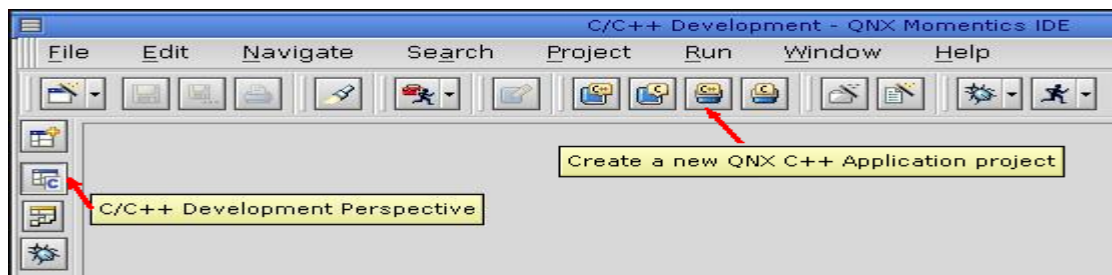 C/C++ Development - QNX Momentics IDE
File Edit Navigate Search Project Run Window Help
C++ C C++ C
Create a new QNX C++ Application project
C
C/C++ Development Perspective